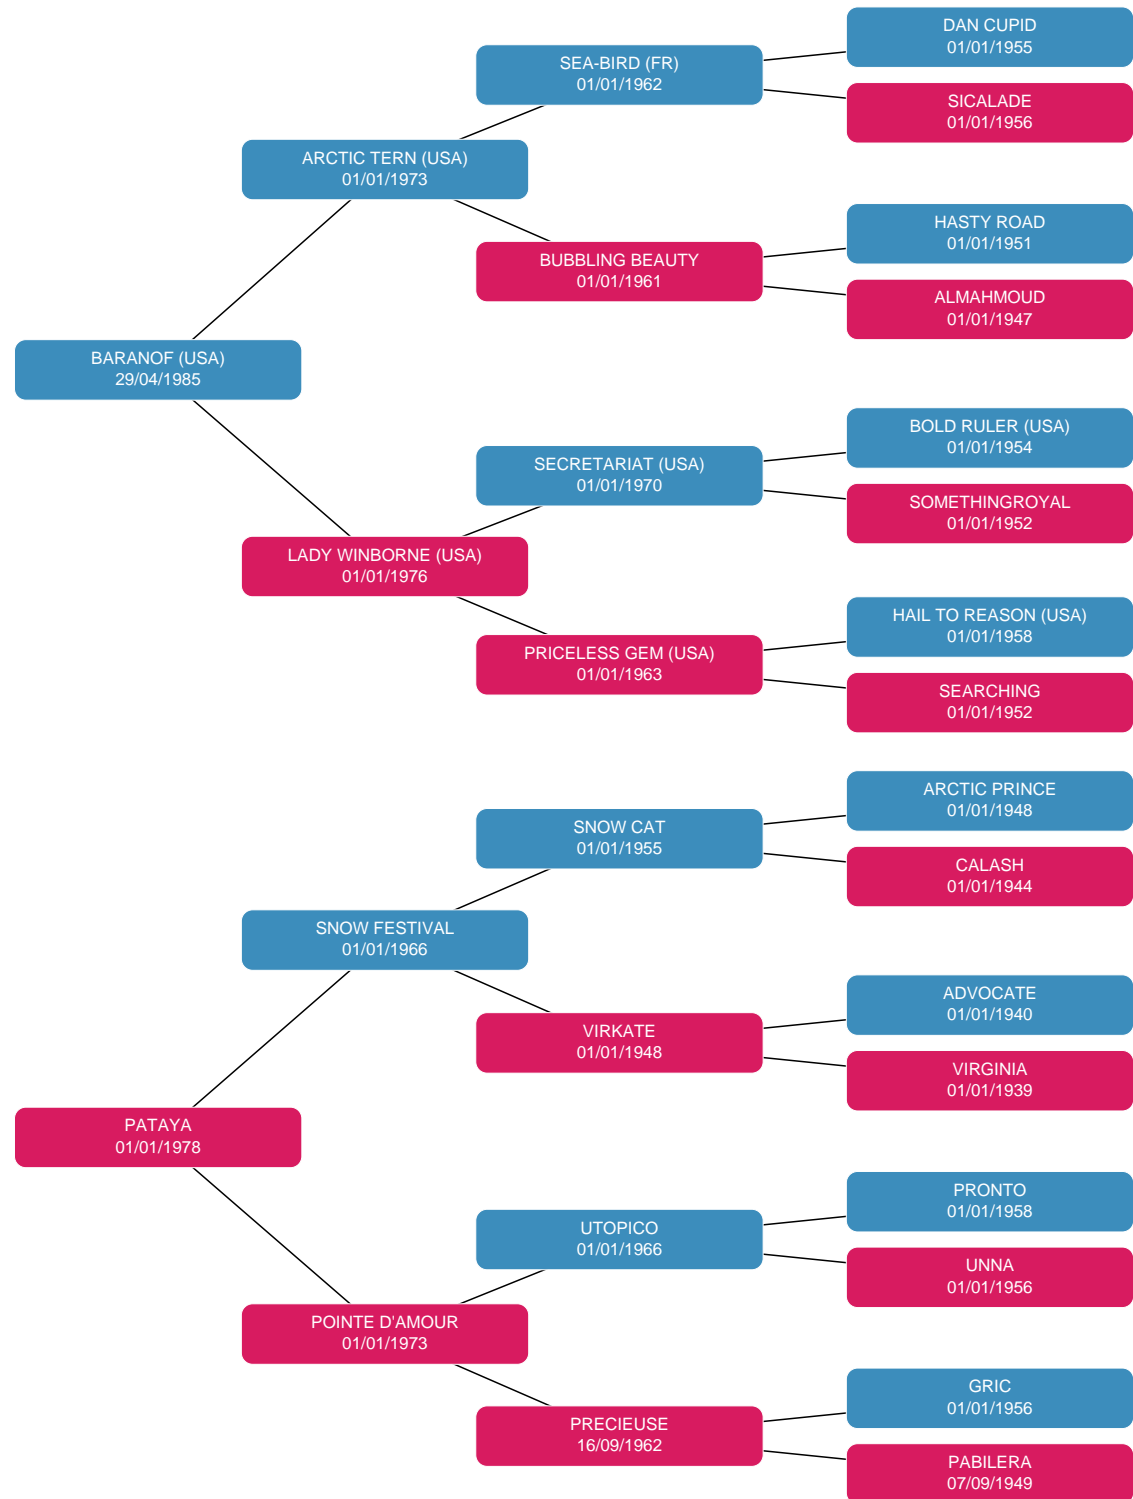 DAN CUPID
01/01/1955
SEA-BIRD (FR)
01/01/1962
SICALADE
01/01/1956
ARCTIC TERN (USA)
01/01/1973
HASTY ROAD
01/01/1951
BUBBLING BEAUTY
01/01/1961
ALMAHMOUD
01/01/1947
BARANOF (USA)
29/04/1985
BOLD RULER (USA)
01/01/1954
SECRETARIAT (USA)
01/01/1970
SOMETHINGROYAL
01/01/1952
LADY WINBORNE (USA)
01/01/1976
HAIL TO REASON (USA)
01/01/1958
PRICELESS GEM (USA)
01/01/1963
SEARCHING
01/01/1952
ARCTIC PRINCE
01/01/1948
SNOW CAT
01/01/1955
CALASH
01/01/1944
SNOW FESTIVAL
01/01/1966
ADVOCATE
01/01/1940
VIRKATE
01/01/1948
VIRGINIA
01/01/1939
PATAYA
01/01/1978
PRONTO
01/01/1958
UTOPICO
01/01/1966
UNNA
01/01/1956
POINTE D'AMOUR
01/01/1973
GRIC
01/01/1956
PRECIEUSE
16/09/1962
PABILERA
07/09/1949